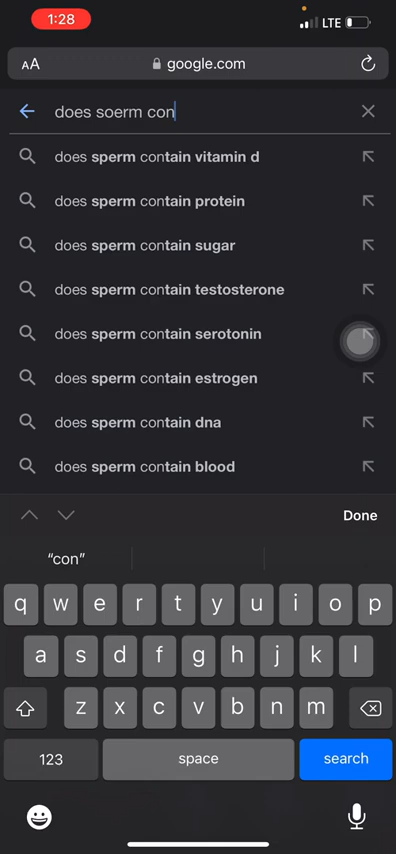 1:28
LTE
AA
google.com
does soerm con
does sperm contain vitamin d
does sperm contain protein
does sperm contain sugar
does sperm contain testosterone
does sperm contain serotonin
does sperm contain estrogen
does sperm contain dna
does sperm contain blood
Done
“con”
q w e r t y u i o p
a s d f g h j k l
z x c v b n m
123 space search